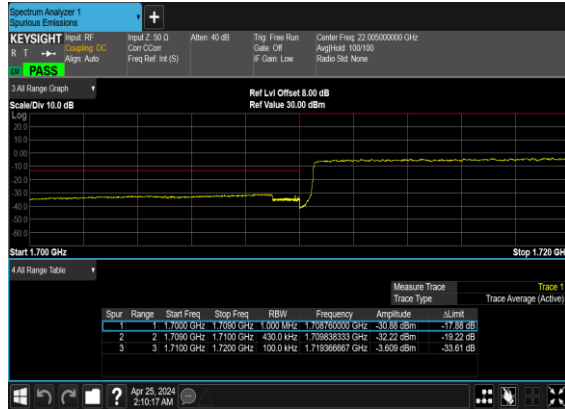 Spectrum Analyzer 1
Spurious Emissions
+
KEYSIGHT Input: RF Input Z: 50 Ω Atten: 40 dB Trig: Free Run Center Freq: 22.005000000 GHz
R T Coupling: DC Corr CCorr Gate: Off Avg|Hold: 100/100
Align: Auto Freq Ref: Int (S) IF Gain: Low Radio Std: None
PASS
3 All Range Graph
Ref Lvl Offset 8.00 dB
Scale/Div 10.0 dB Ref Value 30.00 dBm
Log
20.0
10.0
0.00
-10.0
-20.0
-30.0
-40.0
-50.0
-60.0
Start 1.700 GHz Stop 1.720 GH
4 All Range Table
Measure Trace Trace 1
Trace Type Trace Average (Active)
Spur Range Start Freq Stop Freq RBW Frequency Amplitude ΔLimit
1 1 1.7000 GHz 1.7090 GHz 1.000 MHz 1.708760000 GHz -30.88 dBm -17.88 dB
2 2 1.7090 GHz 1.7100 GHz 430.0 kHz 1.709838333 GHz -32.22 dBm -19.22 dB
3 3 1.7100 GHz 1.7200 GHz 100.0 kHz 1.719366667 GHz -3.609 dBm -33.61 dB
?
Apr 25, 2024
2:10:17 AM